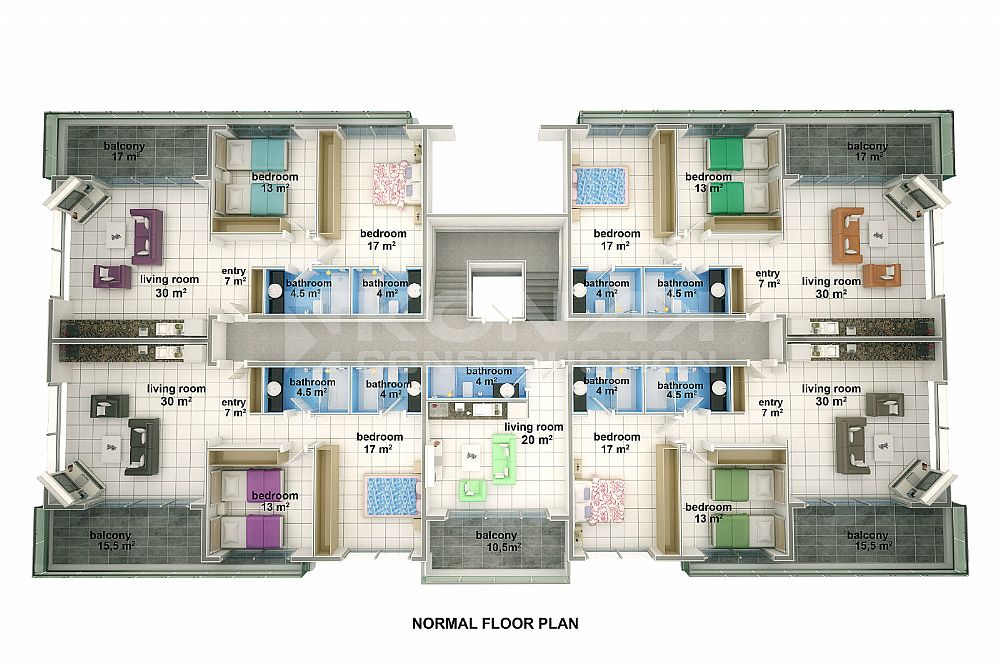 balcony
17 m²
bedroom
13 m²
bedroom
17 m²
living room
30 m²
entry
7 m²
bathroom
4.5 m²
bathroom
4 m²
balcony
17 m²
bedroom
13 m²
bedroom
17 m²
living room
30 m²
entry
7 m²
bathroom
4 m²
bathroom
4.5 m²
CONSTRUCTION
living room
30 m²
entry
7 m²
bathroom
4.5 m²
bathroom
4 m²
bedroom
17 m²
bedroom
13 m²
balcony
15,5 m²
bathroom
4 m²
living room
20 m²
balcony
10,5m²
bathroom
4 m²
bathroom
4.5 m²
entry
7 m²
living room
30 m²
bedroom
17 m²
bedroom
13 m²
balcony
15,5 m²
NORMAL FLOOR PLAN